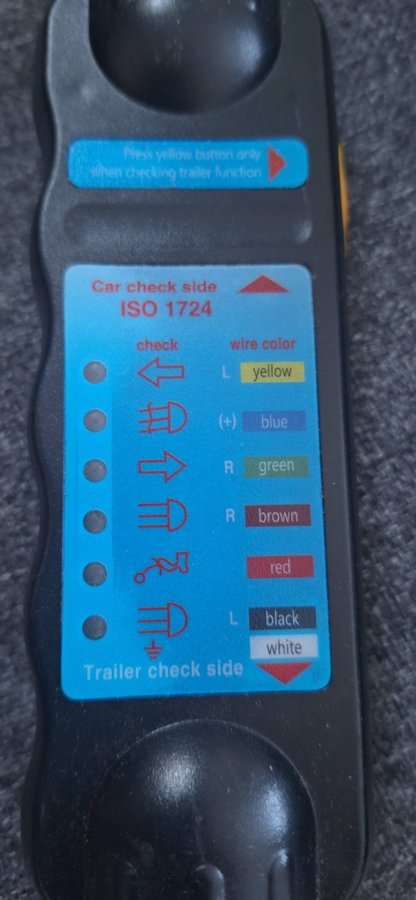 Press yellow button only
when checking trailer function
Car check side
ISO 1724
check wire color
L yellow
(+) blue
R green
R brown
red
L black
white
Trailer check side